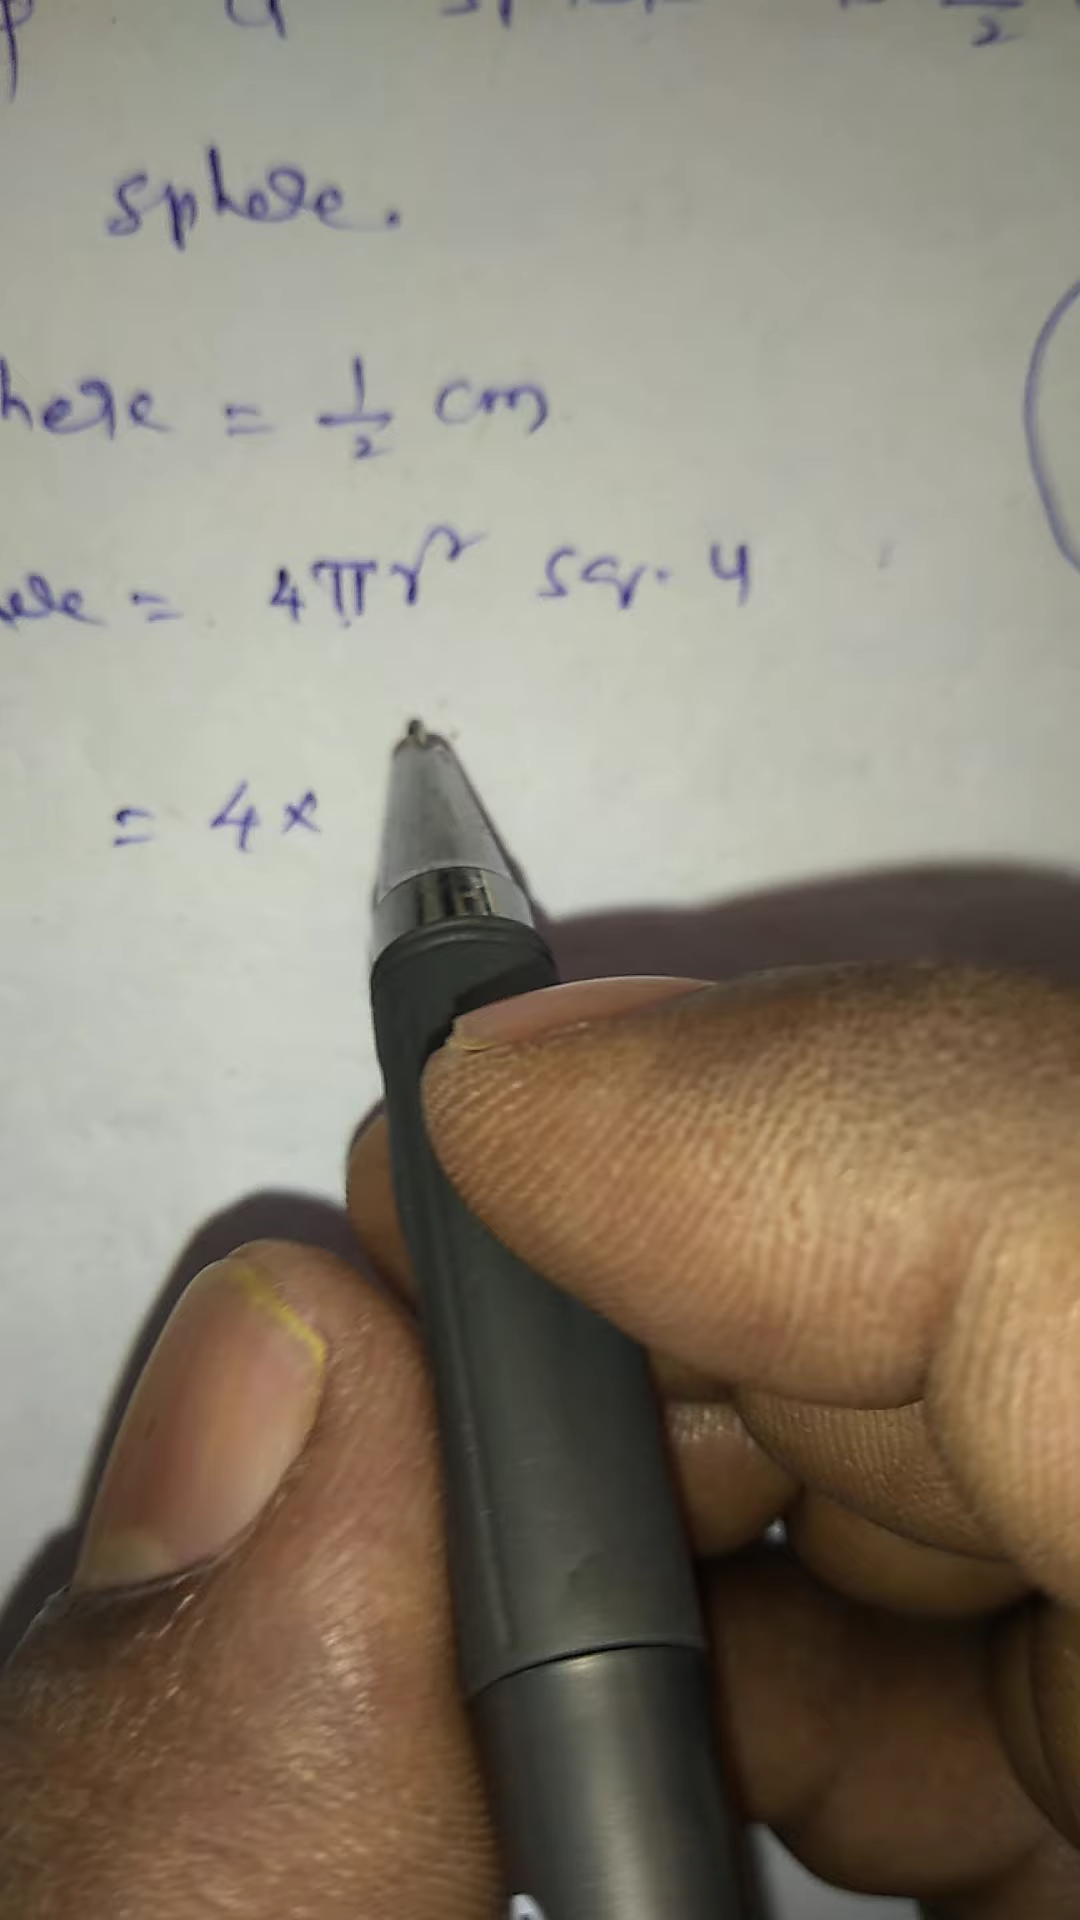 sphere.
here = 1/2 cm
ere = 4πr² sq. u
= 4 ×